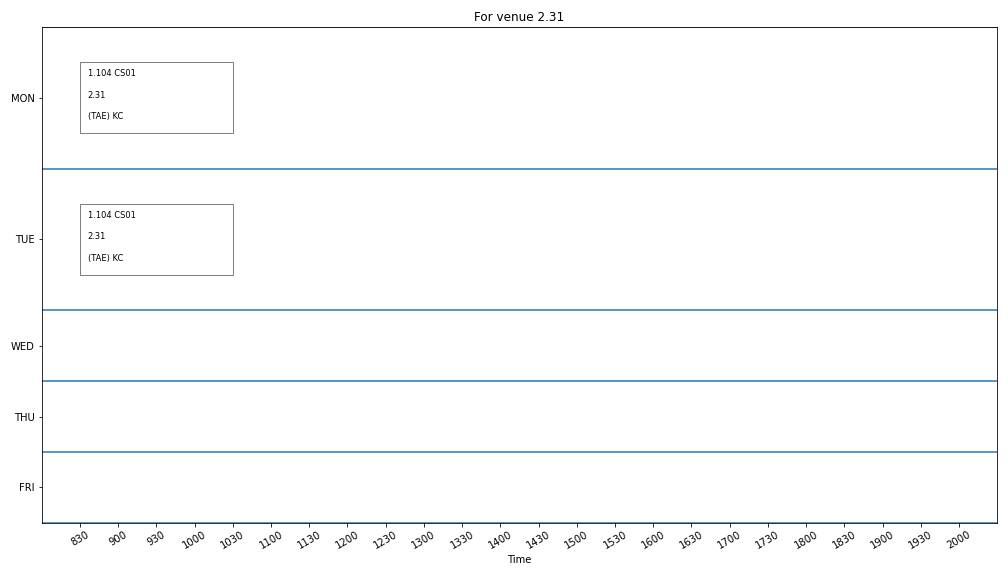 For venue 2.31
MON
1.104 CS01
2.31
(TAE) KC
TUE
1.104 CS01
2.31
(TAE) KC
WED
THU
FRI
830 900 930 1000 1030 1100 1130 1200 1230 1300 1330 1400 1430 1500 1530 1600 1630 1700 1730 1800 1830 1900 1930 2000
Time